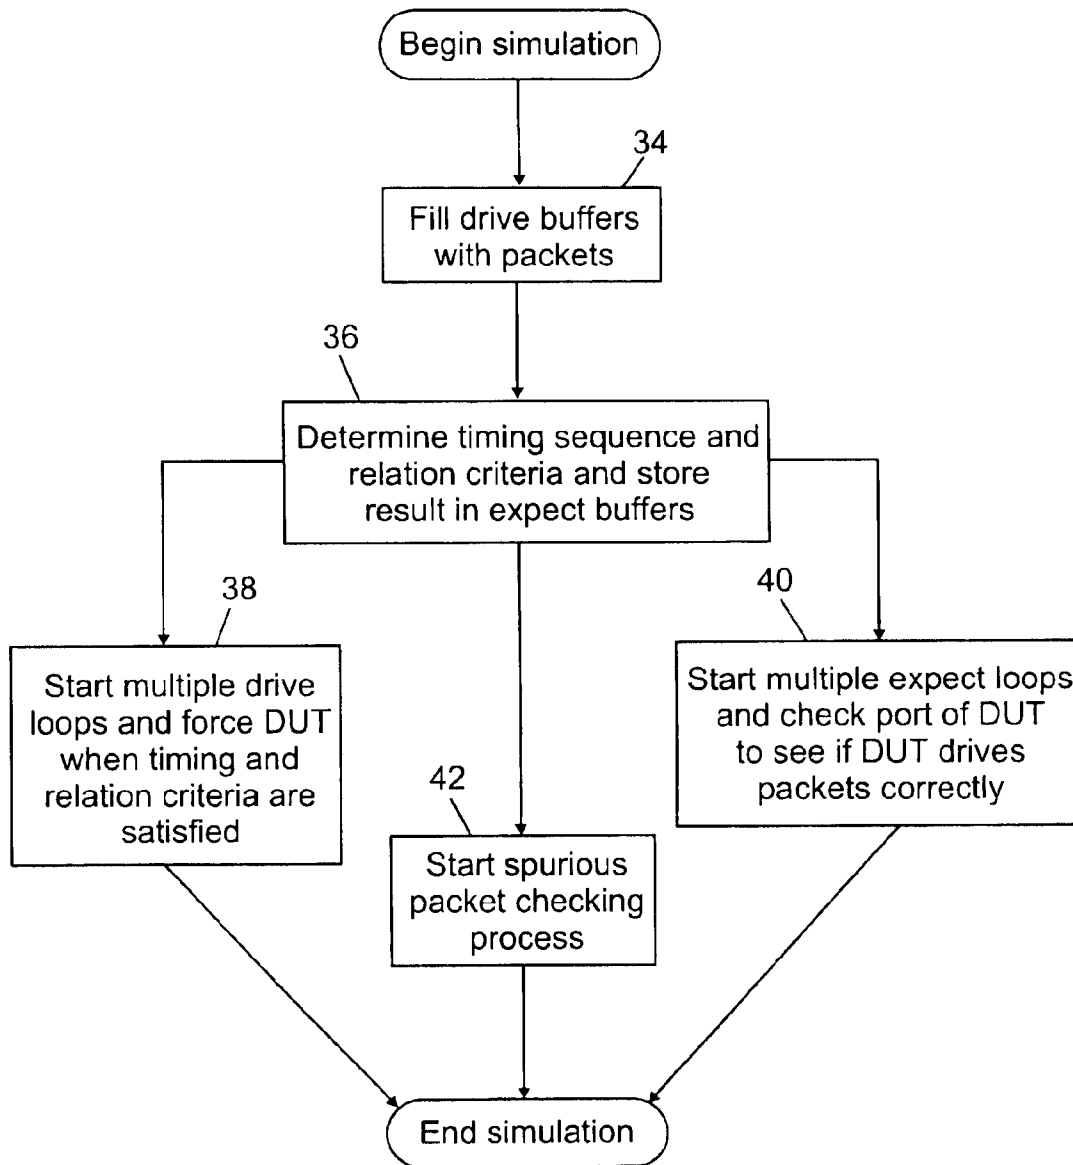 Begin simulation
34
Fill drive buffers
with packets
36
Determine timing sequence and
relation criteria and store
result in expect buffers
38
Start multiple drive
loops and force DUT
when timing and
relation criteria are
satisfied
42
Start spurious
packet checking
process
40
Start multiple expect loops
and check port of DUT
to see if DUT drives
packets correctly
End simulation